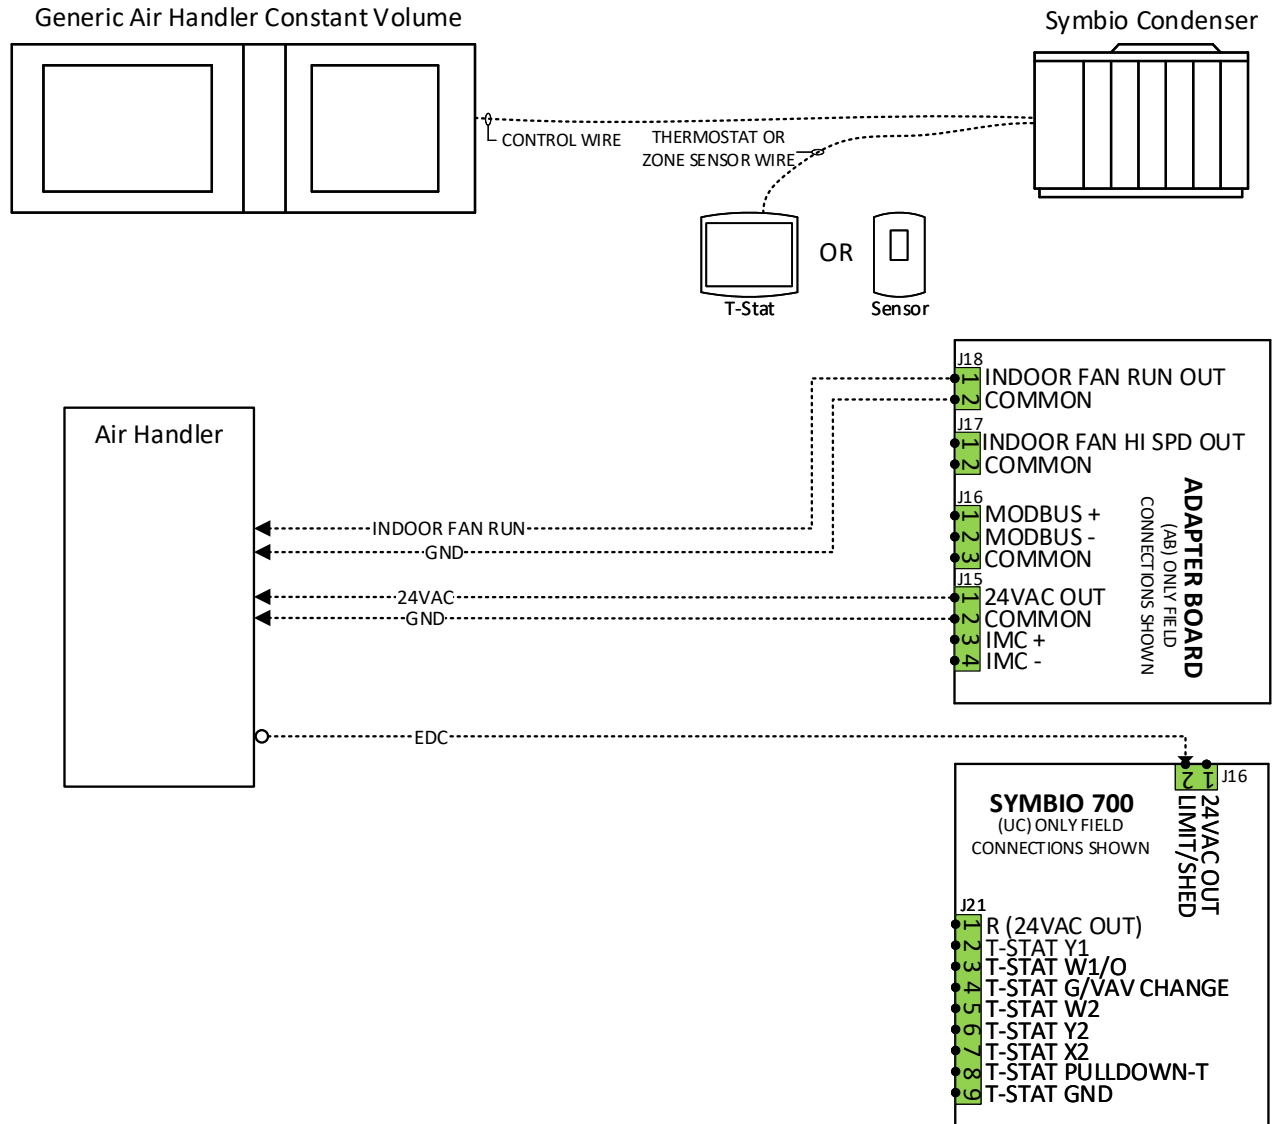 Generic Air Handler Constant Volume
Symbio Condenser
CONTROL WIRE
THERMOSTAT OR
ZONE SENSOR WIRE
OR
T-Stat
Sensor
J18
1 INDOOR FAN RUN OUT
2 COMMON
J17
1 INDOOR FAN HI SPD OUT
2 COMMON
J16
1 MODBUS +
2 MODBUS -
3 COMMON
J15
1 24VAC OUT
2 COMMON
3 IMC +
4 IMC -
ADAPTER BOARD
(AB) ONLY FIELD
CONNECTIONS SHOWN
Air Handler
INDOOR FAN RUN
GND
24VAC
GND
EDC
J16
1 24VAC OUT
2 LIMIT/SHED
SYMBIO 700
(UC) ONLY FIELD
CONNECTIONS SHOWN
J21
1 R (24VAC OUT)
2 T-STAT Y1
3 T-STAT W1/O
4 T-STAT G/VAV CHANGE
5 T-STAT W2
6 T-STAT Y2
7 T-STAT X2
8 T-STAT PULLDOWN-T
9 T-STAT GND